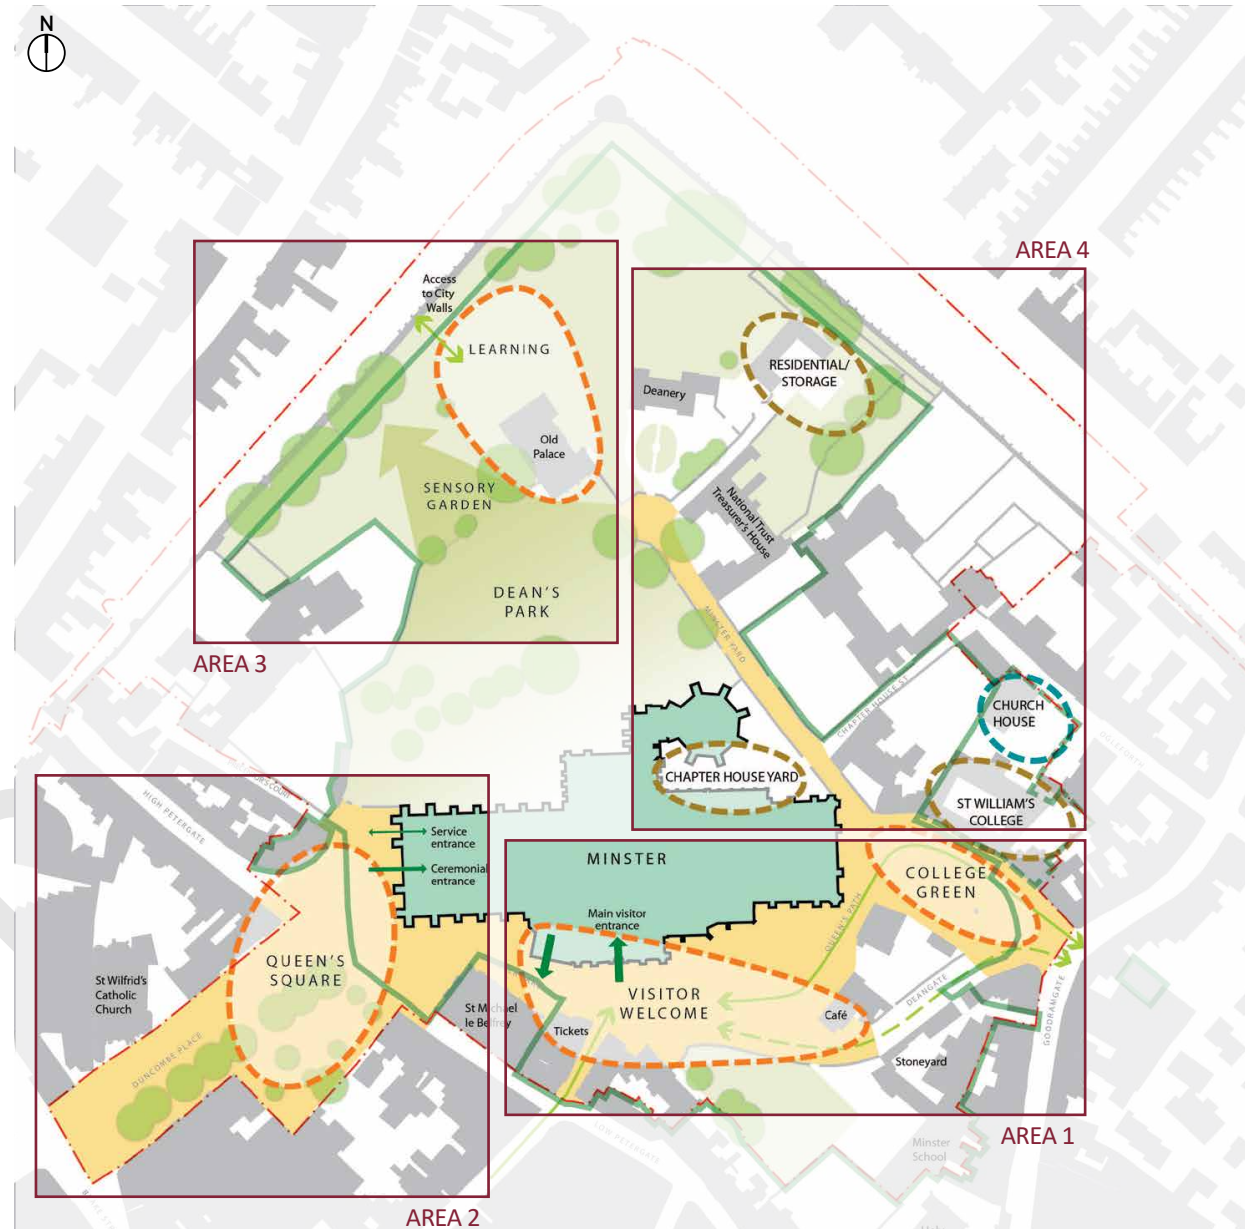 N
AREA 4
Access
to City
Walls
LEARNING
RESIDENTIAL/
STORAGE
Deanery
Old
Palace
SENSORY
GARDEN
National Trust
Treasurer's House
DEAN'S
PARK
MINSTER YARD
AREA 3
CHAPTER HOUSE ST
CHURCH
HOUSE
OGLEFORTH
CHAPTER HOUSE YARD
ST WILLIAM'S
COLLEGE
HIGH PETERGATE
Service
entrance
Ceremonial
entrance
MINSTER
COLLEGE
GREEN
Main visitor
entrance
QUEEN'S PATH
QUEEN'S
SQUARE
St Wilfrid's
Catholic
Church
VISITOR
WELCOME
DEANGATE
GOODRAMGATE
St Michael
le Belfrey
Tickets
Café
Stoneyard
DUNCOMBE PLACE
LOW PETERGATE
AREA 1
Minster
School
AREA 2